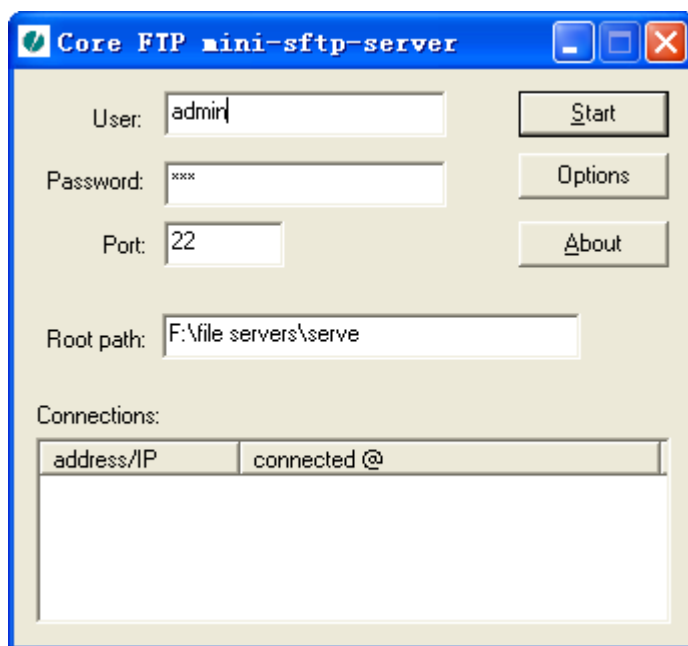 Core FTP mini-sftp-server
User: admin Start
Password: *** Options
Port: 22 About
Root path: F:\file servers\serve
Connections:
address/IP connected @